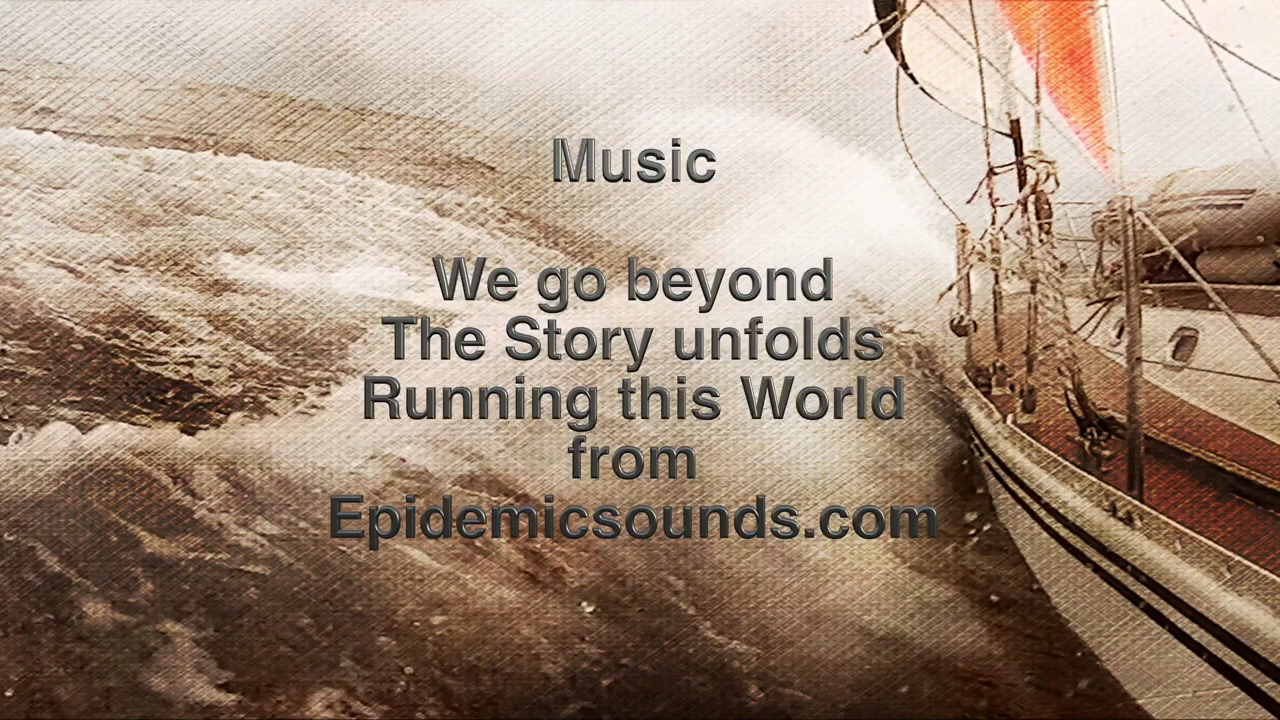 Music
We go beyond
The Story unfolds
Running this World
from
Epidemicsounds.com